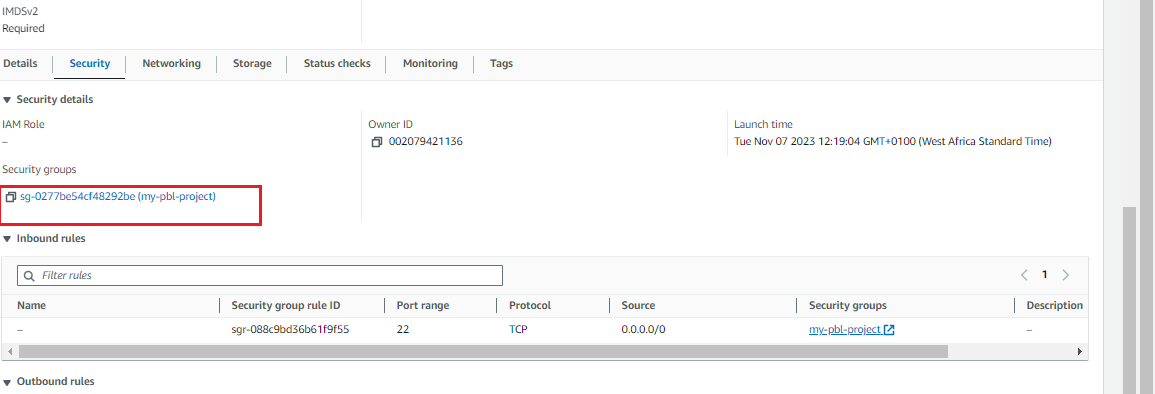 IMDSv2
Required
Details Security Networking Storage Status checks Monitoring Tags
Security details
IAM Role Owner ID Launch time
– 002079421136 Tue Nov 07 2023 12:19:04 GMT+0100 (West Africa Standard Time)
Security groups
sg-0277be54cf48292be (my-pbl-project)
Inbound rules
Filter rules 1
Name Security group rule ID Port range Protocol Source Security groups Description
– sgr-088c9bd36b61f9f55 22 TCP 0.0.0.0/0 my-pbl-project –
Outbound rules